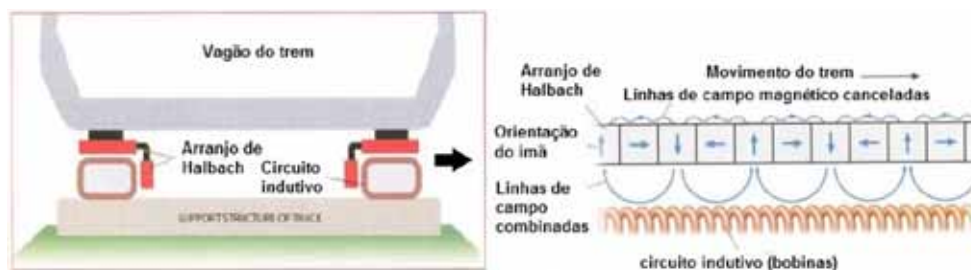 Vagão do trem
Arranjo de
Halbach
Circuito
indutivo
SUPPORT STRUCTURE OF TRACK
Arranjo de
Halbach
Movimento do trem
Linhas de campo magnético canceladas
Orientação
do imã
Linhas de
campo
combinadas
circuito indutivo (bobinas)